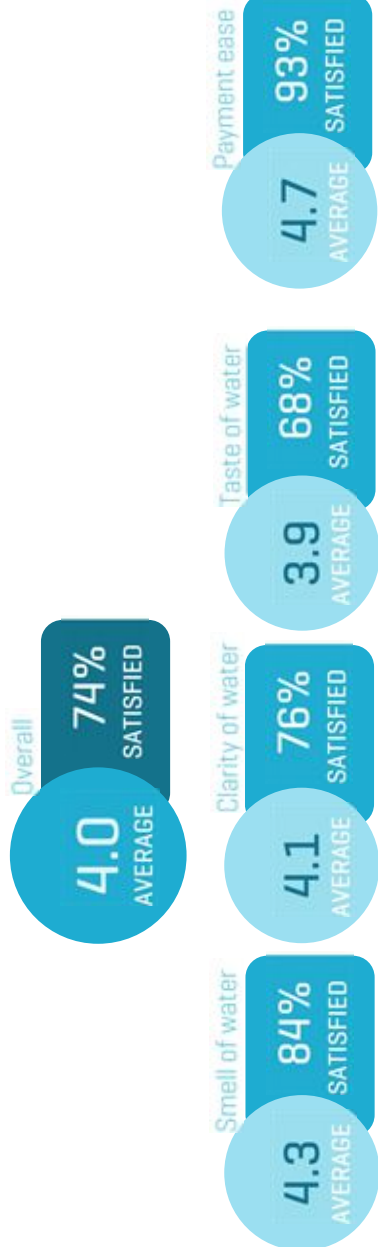 Overall
4.0
AVERAGE
74%
SATISFIED
Smell of water
4.3
AVERAGE
84%
SATISFIED
Clarity of water
4.1
AVERAGE
76%
SATISFIED
Taste of water
3.9
AVERAGE
68%
SATISFIED
Payment ease
4.7
AVERAGE
93%
SATISFIED